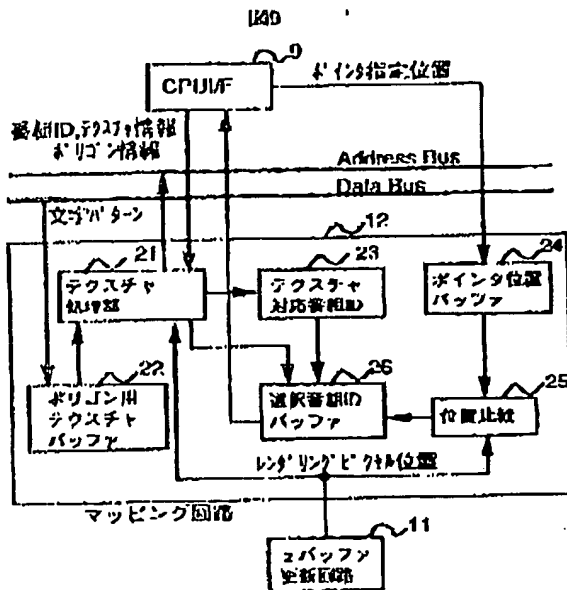 9
CPUI/F
ポインタ指定位置
番組ID,テクスチャ情報
ポリゴン情報
Address Bus
Data Bus
文字パターン
12
21
テクスチャ
処理部
23
テクスチャ
対応番組ID
24
ポインタ位置
バッファ
22
ポリゴン用
テクスチャ
バッファ
26
選択番組ID
バッファ
25
位置比較
レンダリングピクセル位置
マッピング回路
11
zバッファ
更新回路